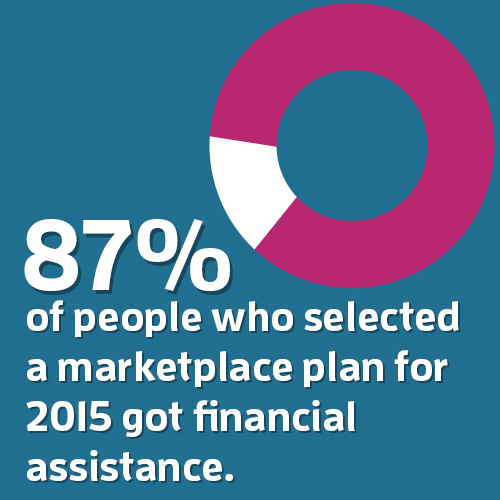 87%
of people who selected
a marketplace plan for
2015 got financial
assistance.